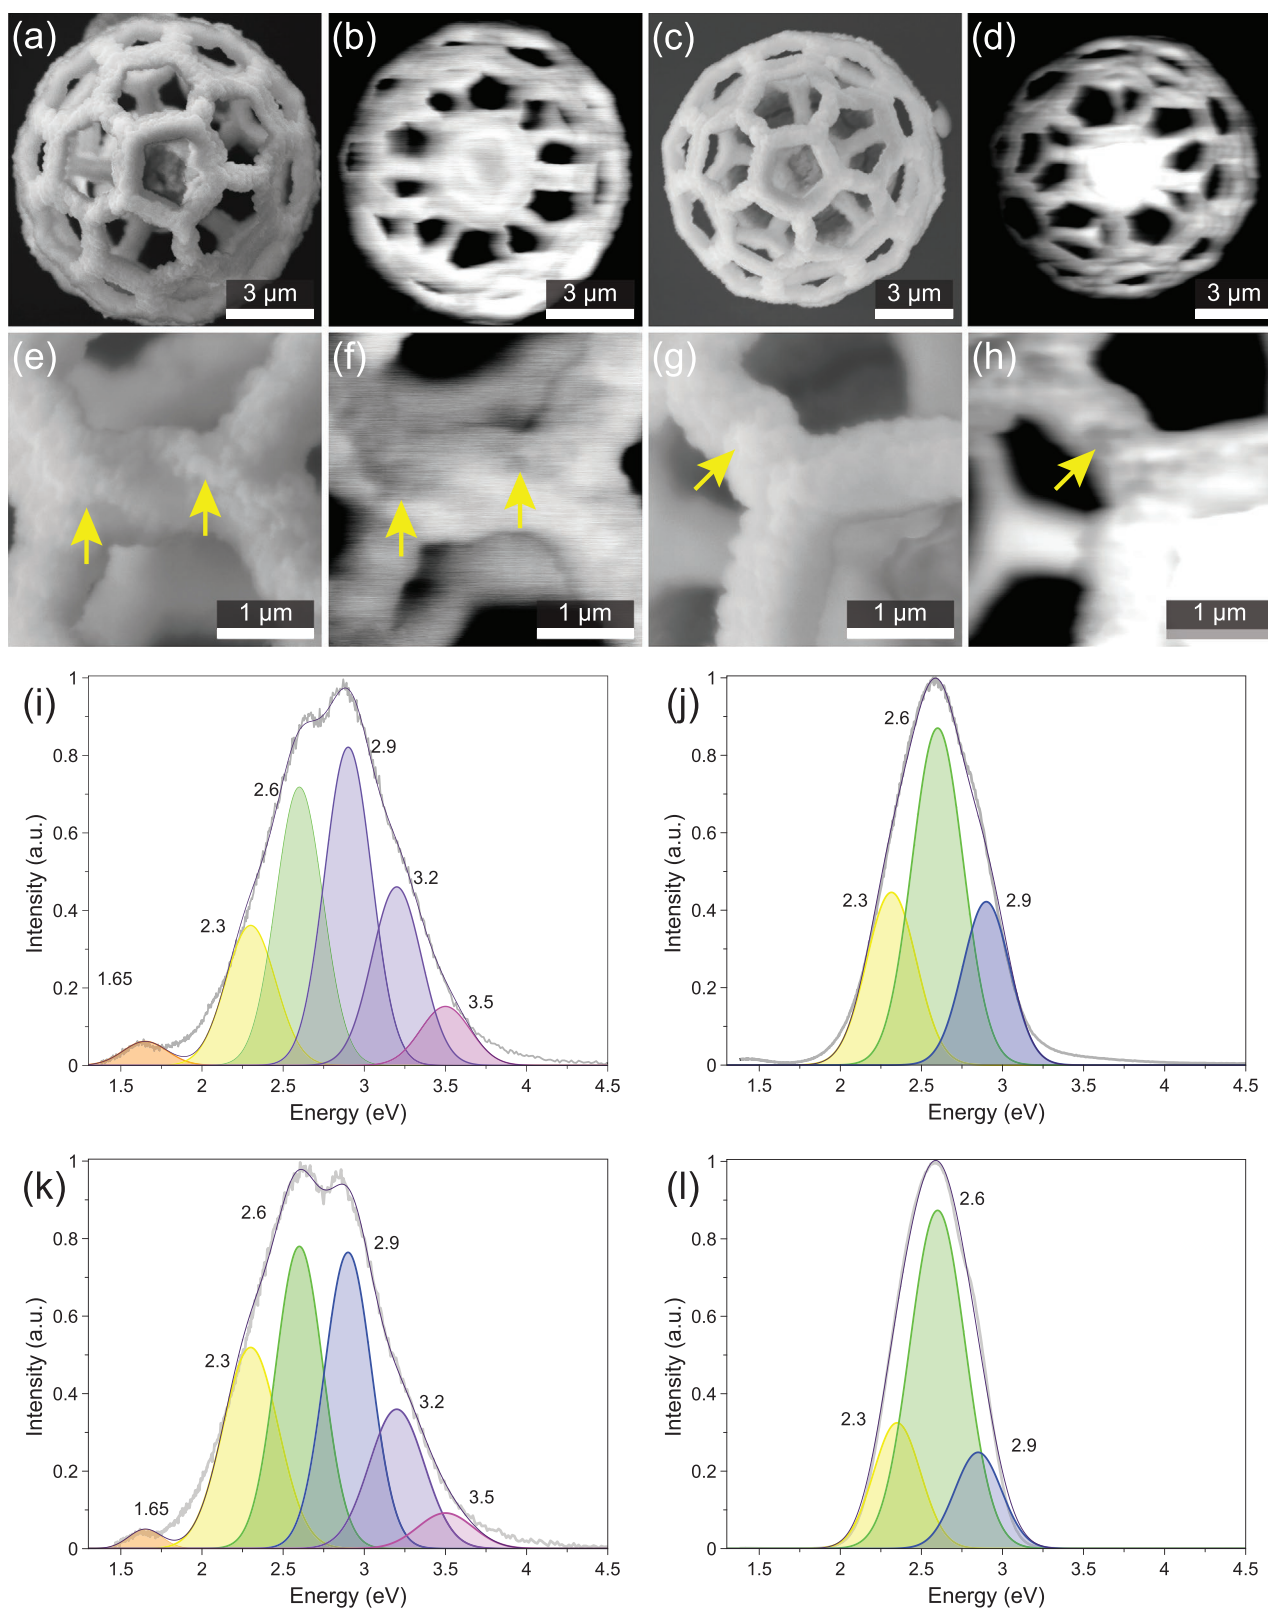 (a) (b) (c) (d)
3 µm 3 µm 3 µm 3 µm
(e) (f) (g) (h)
1 µm 1 µm 1 µm 1 µm
(i)
1
0.8
0.6
0.4
0.2
0
1.5 2 2.5 3 3.5 4 4.5
Intensity (a.u.)
Energy (eV)
1.65
2.3
2.6
2.9
3.2
3.5
(j)
1
0.8
0.6
0.4
0.2
0
1.5 2 2.5 3 3.5 4 4.5
Intensity (a.u.)
Energy (eV)
2.3
2.6
2.9
(k)
1
0.8
0.6
0.4
0.2
0
1.5 2 2.5 3 3.5 4 4.5
Intensity (a.u.)
Energy (eV)
1.65
2.3
2.6
2.9
3.2
3.5
(l)
1
0.8
0.6
0.4
0.2
0
1.5 2 2.5 3 3.5 4 4.5
Intensity (a.u.)
Energy (eV)
2.3
2.6
2.9